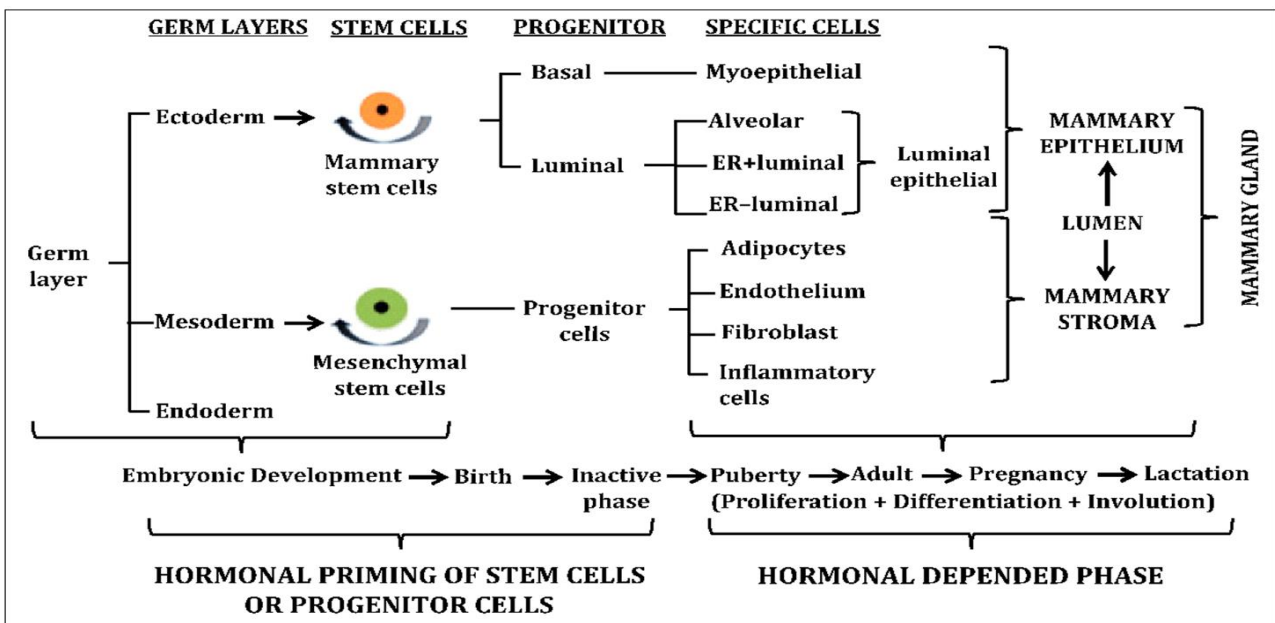 GERM LAYERS STEM CELLS PROGENITOR SPECIFIC CELLS
Basal Myoepithelial
Ectoderm
Mammary
stem cells
Luminal
Alveolar
ER+luminal
ER–luminal
Luminal
epithelial
MAMMARY
EPITHELIUM
LUMEN
MAMMARY
STROMA
MAMMARY GLAND
Germ
layer
Mesoderm
Mesenchymal
stem cells
Progenitor
cells
Adipocytes
Endothelium
Fibroblast
Inflammatory
cells
Endoderm
Embryonic Development Birth Inactive
phase
Puberty Adult Pregnancy Lactation
(Proliferation + Differentiation + Involution)
HORMONAL PRIMING OF STEM CELLS
OR PROGENITOR CELLS
HORMONAL DEPENDED PHASE